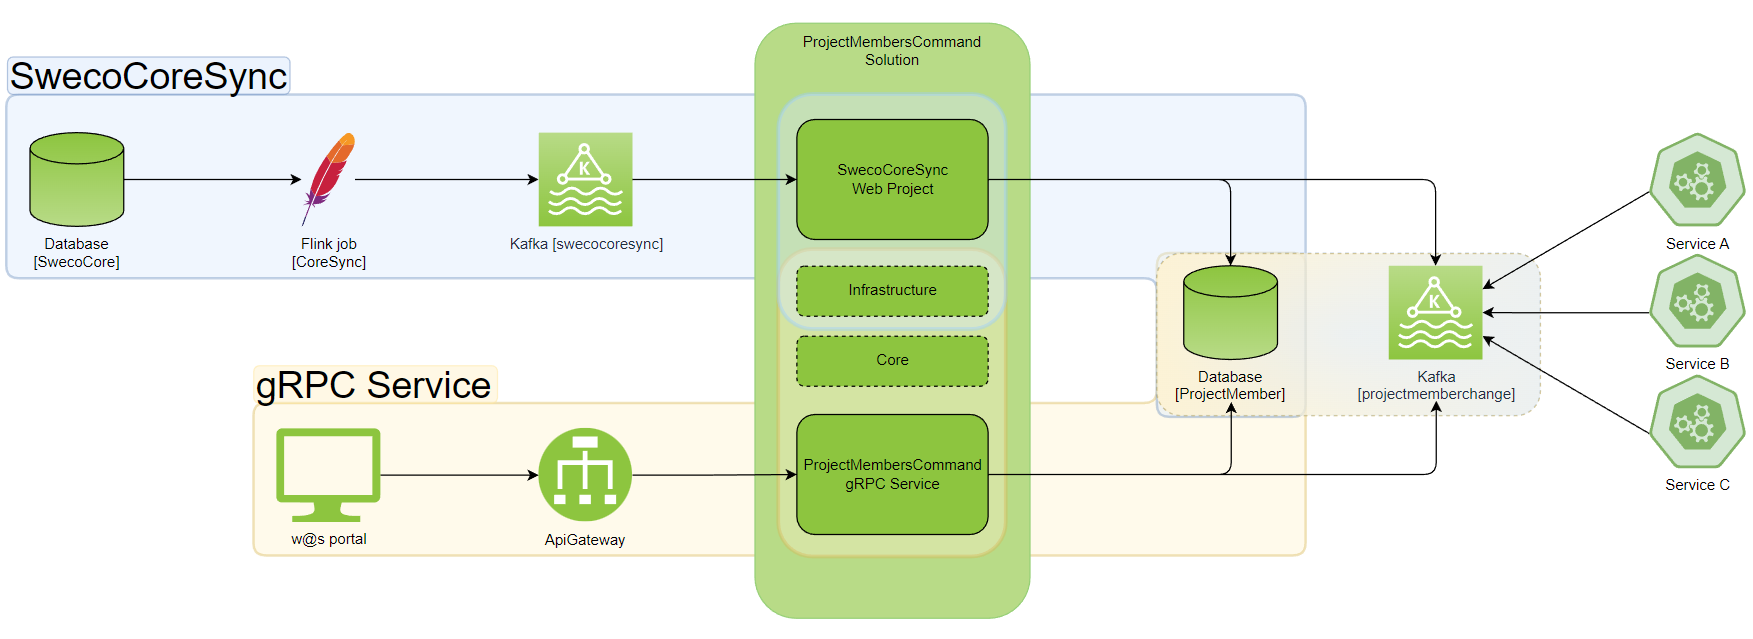 ProjectMembersCommand
Solution
SwecoCoreSync
SwecoCoreSync
Web Project
K
Database
[SwecoCore]
Flink job
[CoreSync]
Kafka [swecocoresync]
Service A
Infrastructure
K
Core
Service B
Database
[ProjectMember]
Kafka
[projectmemberchange]
gRPC Service
ProjectMembersCommand
gRPC Service
Service C
w@s portal
ApiGateway